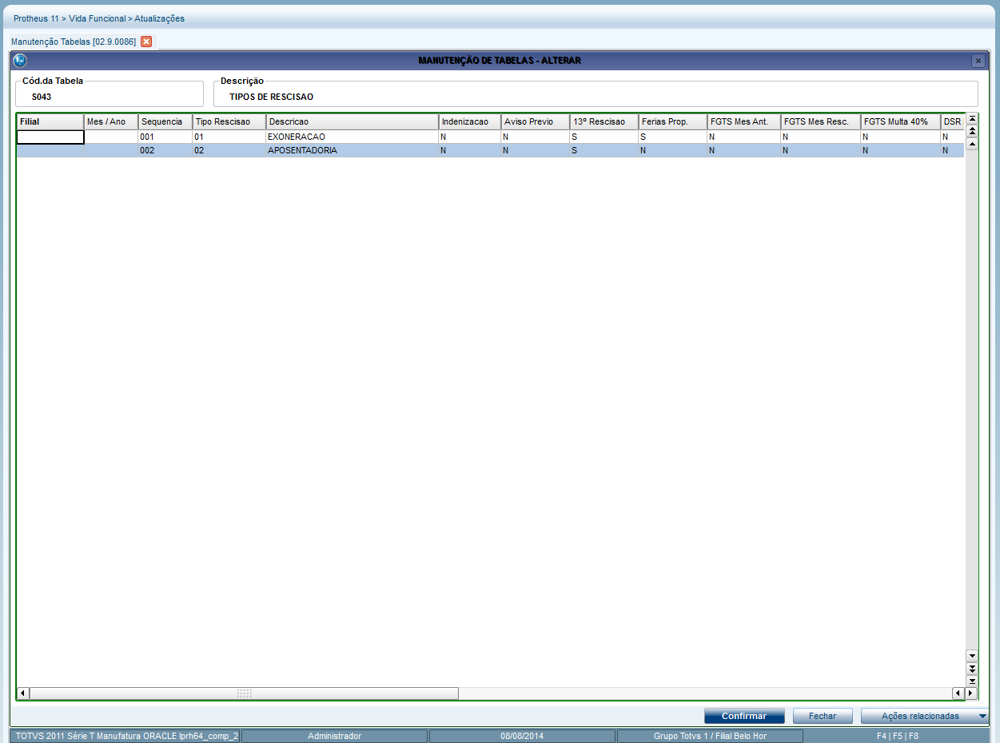 Protheus 11 > Vida Funcional > Atualizações
Manutenção Tabelas [02.9.0086]
MANUTENÇÃO DE TABELAS - ALTERAR
Cód.da Tabela Descrição
S043 TIPOS DE RESCISAO
Filial Mes / Ano Sequencia Tipo Rescisao Descricao Indenizacao Aviso Previo 13º Rescisao Ferias Prop. FGTS Mes Ant. FGTS Mes Resc. FGTS Multa 40% DSR
001 01 EXONERACAO N N S S N N N N
002 02 APOSENTADORIA N N S N N N N N
Confirmar Fechar Ações relacionadas
TOTVS 2011 Série T Manufatura ORACLE lprh64_comp_2 Administrador 08/08/2014 Grupo Totvs 1 / Filial Belo Hor F4 | F5 | F8